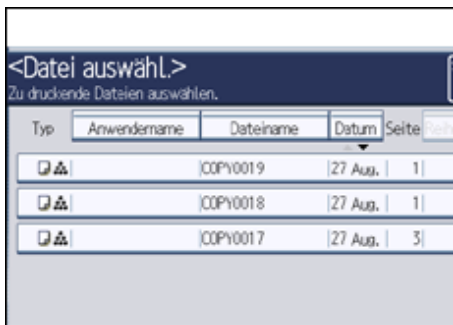 <Datei auswähl.>
Zu druckende Dateien auswählen.
Typ Anwendername Dateiname Datum Seite Reih
COPY0019 27 Aug. 1
COPY0018 27 Aug. 1
COPY0017 27 Aug. 3